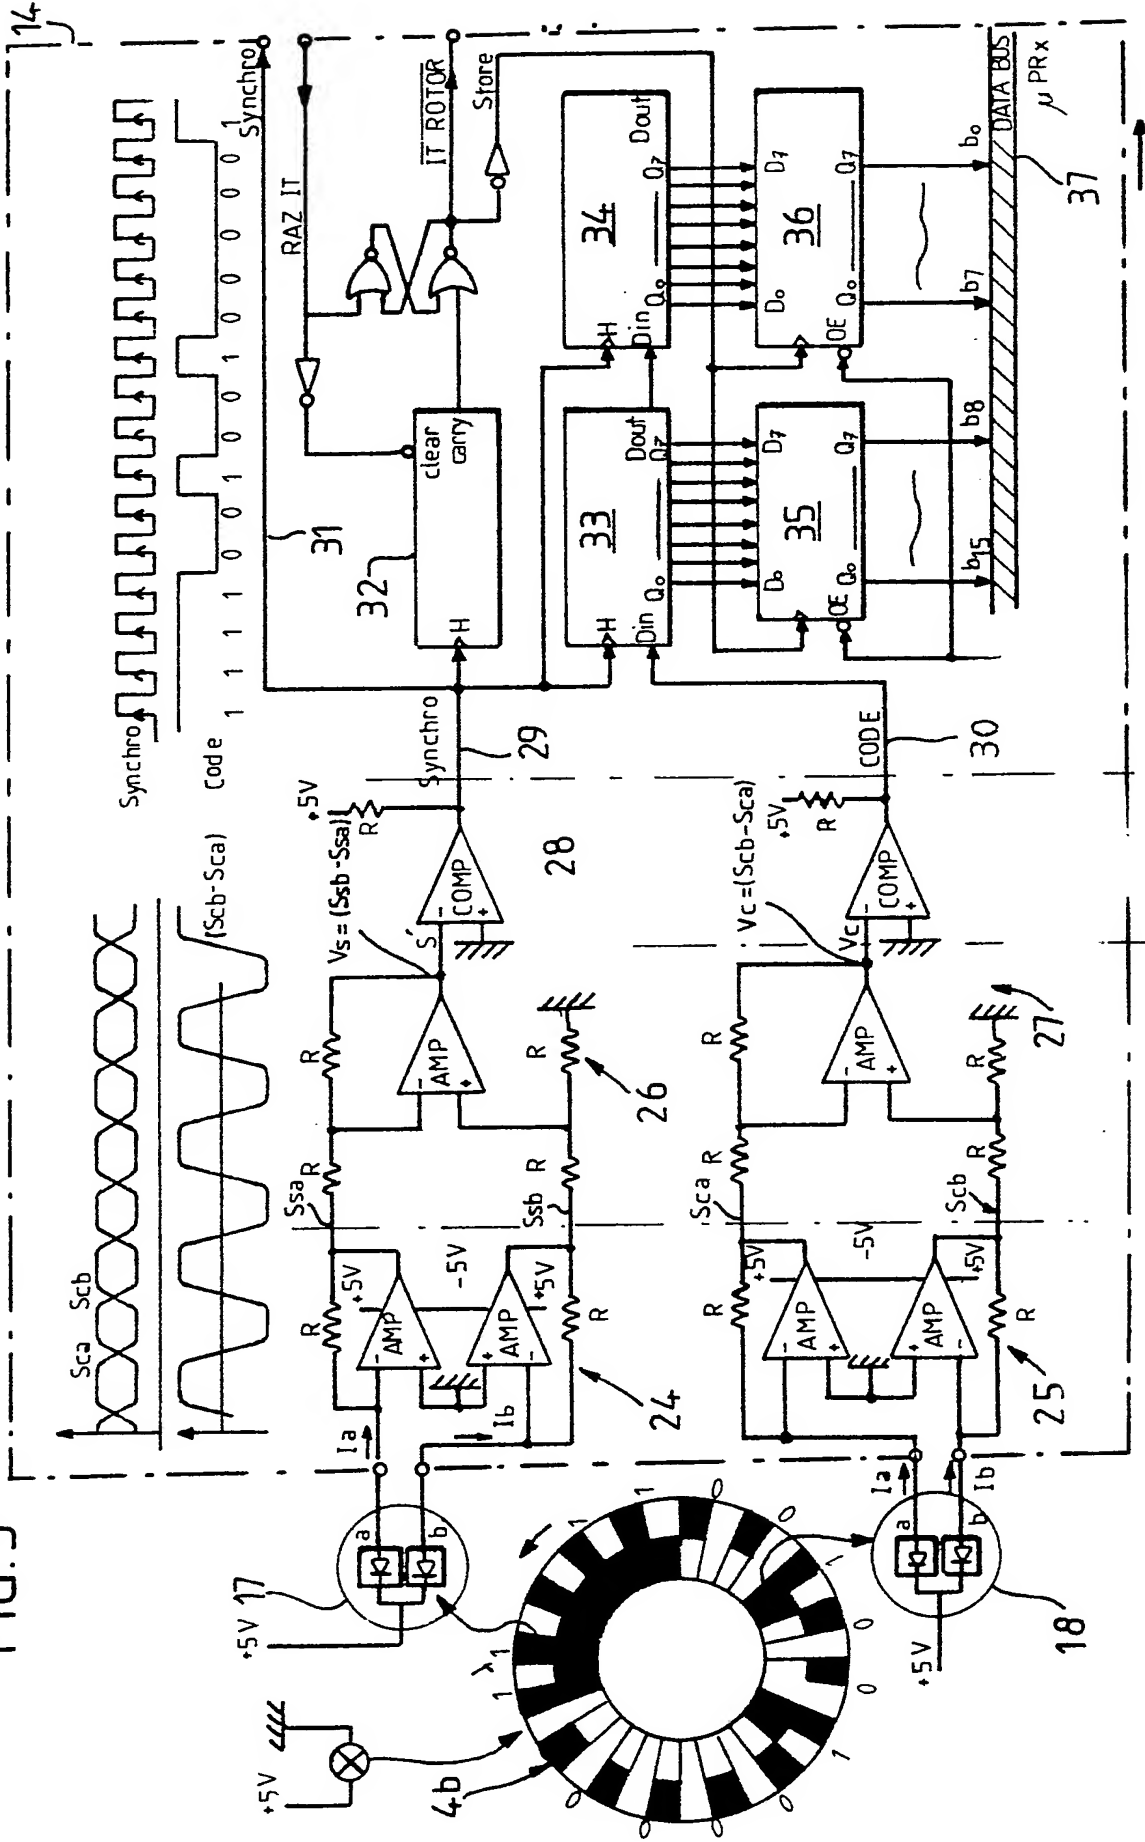 14
Sca Scb
(Scb-Sca)
Synchro
Code
1 1 1 1 0 0 1 0 0 1 0 0 0 0 0 1
Synchro
RAZ IT
IT ROTOR
Store
31
32
clear
carry
H
+5V
17
+5V
a
b
Ia
Ib
R
+5V
AMP
- +
-5V
AMP
+ -
+5V
R
24
Ssa
R
R
Ssb
R
R
AMP
- +
26
Vs=(Ssb-Ssa)
S'
COMP
- +
28
+5V
R
Synchro
29
H
Din
33
Dout
Q0 Q7
H
Din
34
Dout
Q0 Q7
D0 D7
35
OE
Q0 Q7
D0 D7
36
OE
Q0 Q7
b15 b8 b7 b0
DATA BUS
μPRx
37
4b
λ
1 1 1 1 0 0 1 0 0 1 0 0 0 0
+5V
18
a
b
Ia
Ib
R
+5V
AMP
- +
-5V
AMP
+ -
+5V
R
25
Sca
R
R
Scb
R
R
AMP
- +
27
Vc=(Scb-Sca)
Vc
COMP
- +
+5V
R
CODE
30